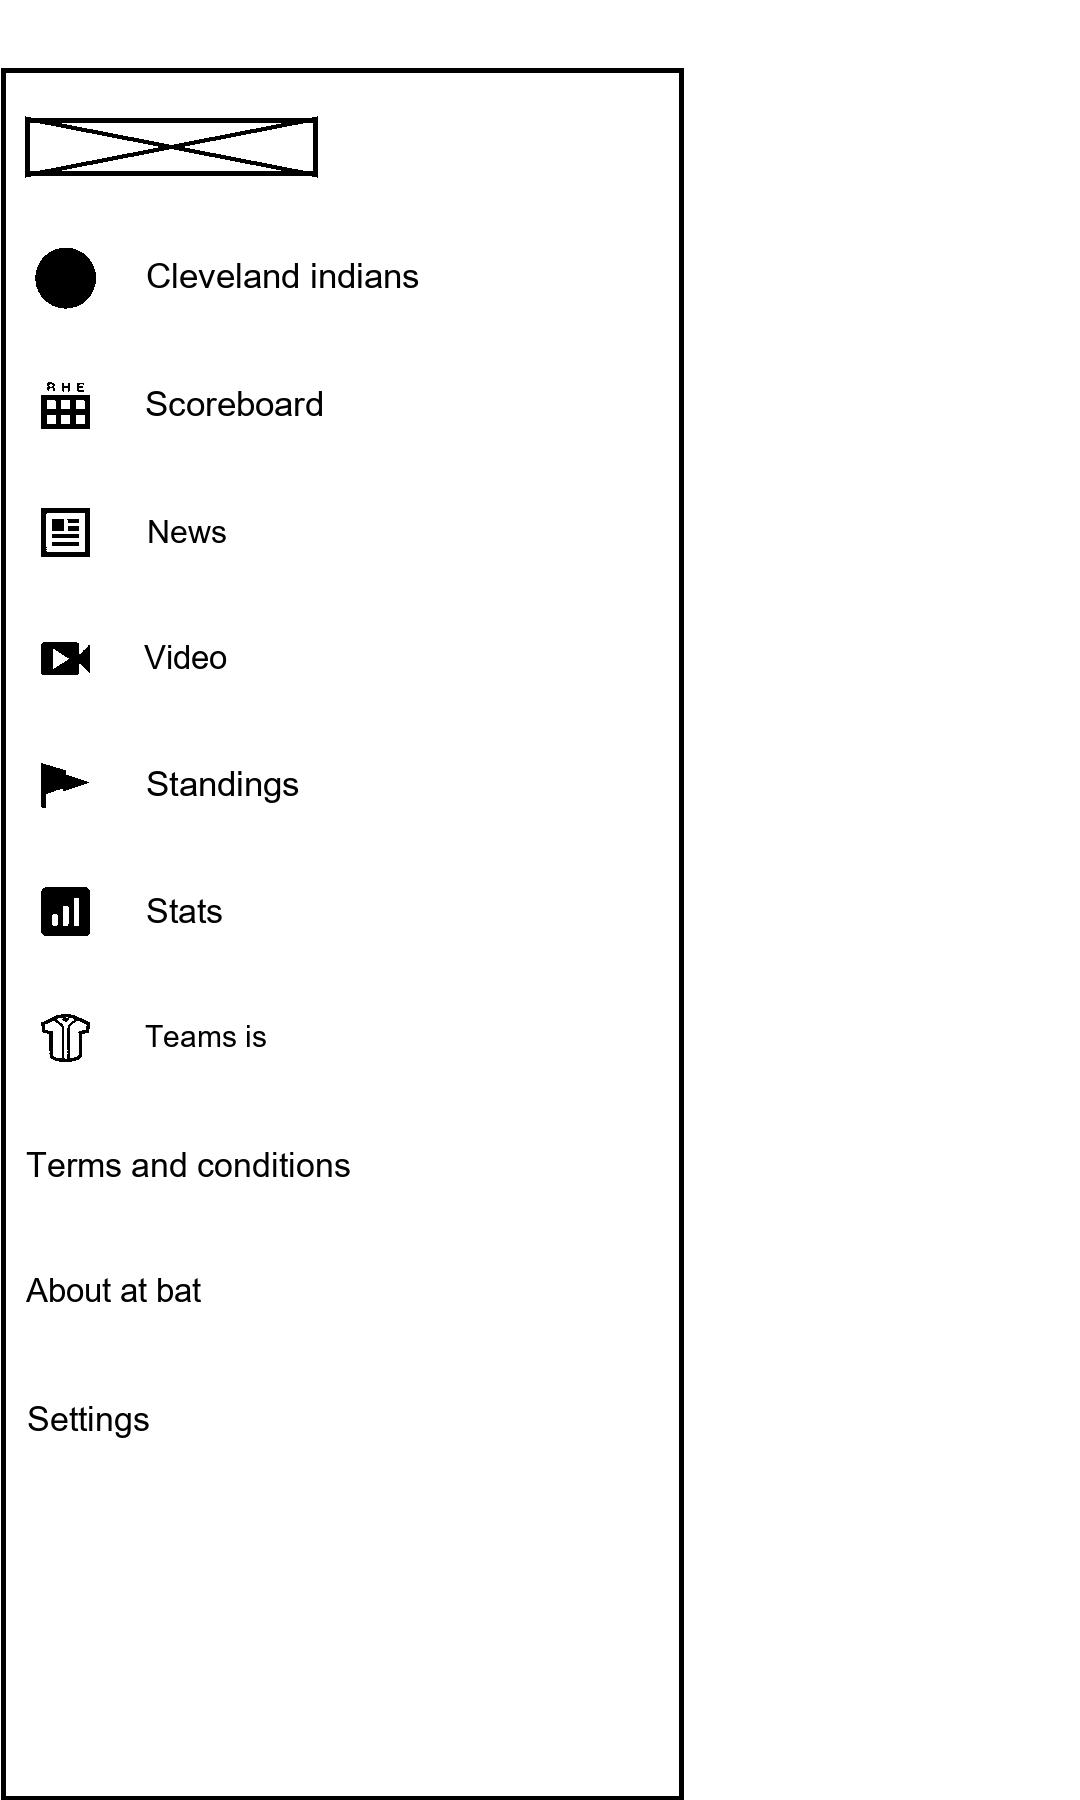 Cleveland indians
R H E
Scoreboard
News
Video
Standings
Stats
Teams is
Terms and conditions
About at bat
Settings